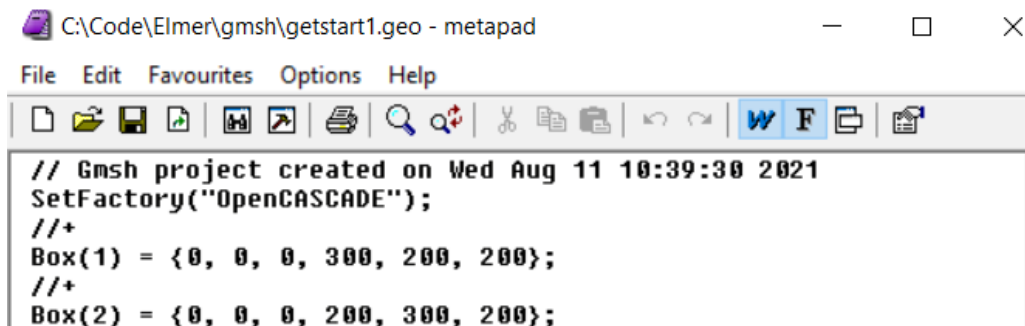 C:\Code\Elmer\gmsh\getstart1.geo - metapad
File Edit Favourites Options Help
W F
// Gmsh project created on Wed Aug 11 10:39:30 2021
SetFactory("OpenCASCADE");
//+
Box(1) = {0, 0, 0, 300, 200, 200};
//+
Box(2) = {0, 0, 0, 200, 300, 200};